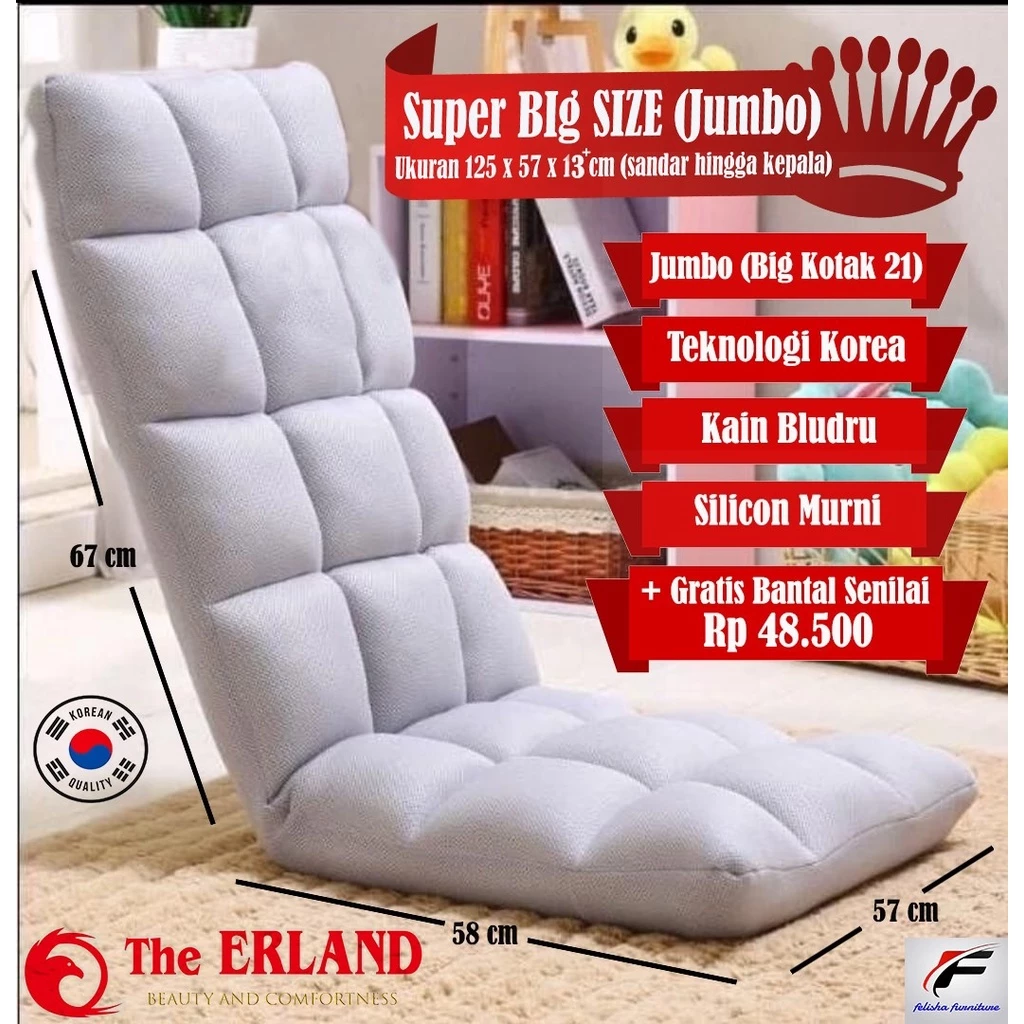 Super BIg SIZE (Jumbo)
Ukuran 125 x 57 x 13+ cm (sandar hingga kepala)
Jumbo (Big Kotak 21)
Teknologi Korea
Kain Bludru
Silicon Murni
+ Gratis Bantal Senilai
Rp 48.500
67 cm
KOREAN
QUALITY
58 cm
57 cm
The ERLAND
BEAUTY AND COMFORTNESS
F
felisha furniture